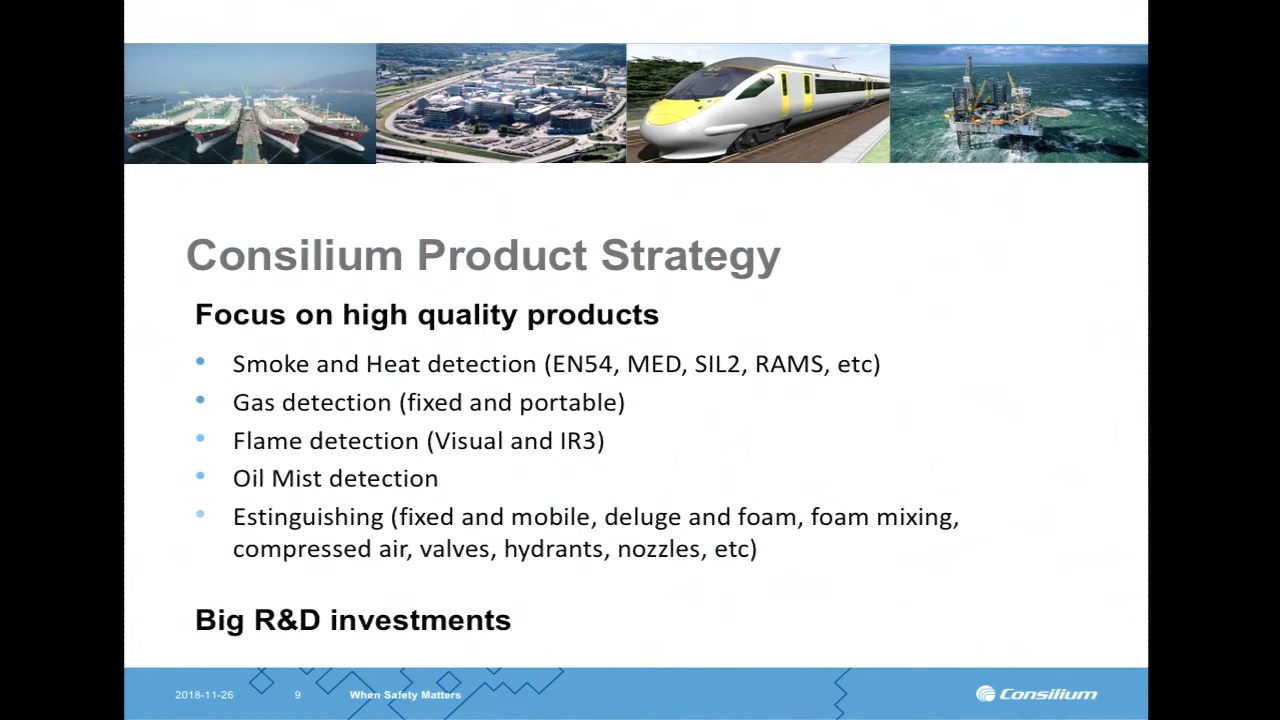 Consilium Product Strategy
Focus on high quality products
• Smoke and Heat detection (EN54, MED, SIL2, RAMS, etc)
• Gas detection (fixed and portable)
• Flame detection (Visual and IR3)
• Oil Mist detection
• Estinguishing (fixed and mobile, deluge and foam, foam mixing,
compressed air, valves, hydrants, nozzles, etc)
Big R&D investments
2018-11-26 9 When Safety Matters Consilium